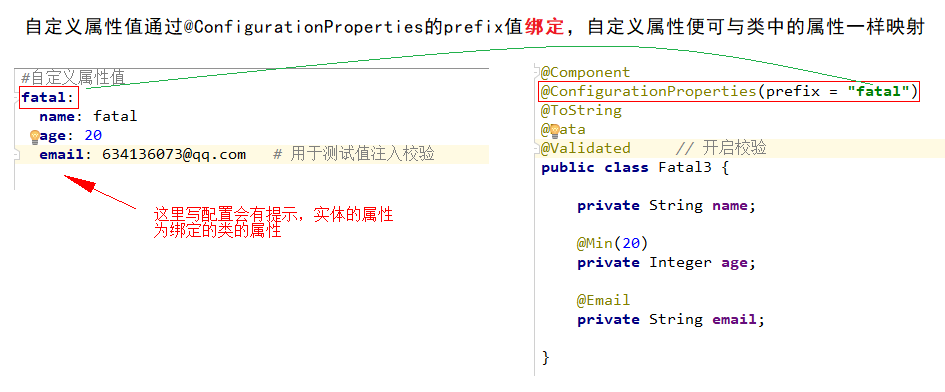 自定义属性值通过@ConfigurationProperties的prefix值绑定，自定义属性便可与类中的属性一样映射
#自定义属性值
fatal:
name: fatal
age: 20
email: 634136073@qq.com # 用于测试值注入校验
这里写配置会有提示，实体的属性
为绑定的类的属性
@Component
@ConfigurationProperties(prefix = "fatal")
@ToString
@Data
@Validated // 开启校验
public class Fatal3 {
private String name;
@Min(20)
private Integer age;
@Email
private String email;
}